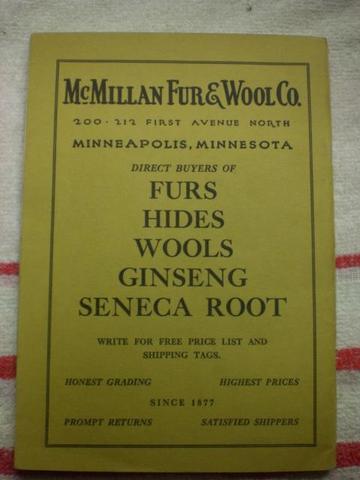 McMillan Fur & Wool Co.
200-212 First Avenue North
Minneapolis, Minnesota
DIRECT BUYERS OF
FURS
HIDES
WOOLS
GINSENG
SENECA ROOT
WRITE FOR FREE PRICE LIST AND
SHIPPING TAGS.
HONEST GRADING HIGHEST PRICES
SINCE 1877
PROMPT RETURNS SATISFIED SHIPPERS